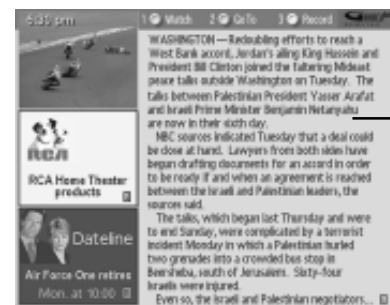 6:30 pm
1 Watch 2 GoTo 3 Record
WASHINGTON — Redoubling efforts to reach a
West Bank accord, Jordan's ailing King Hussein and
President Bill Clinton joined the faltering Mideast
peace talks outside Washington on Tuesday. The
talks between Palestinian President Yasser Arafat
and Israeli Prime Minister Benjamin Netanyahu
are now in their sixth day.
NBC sources indicated Tuesday that a deal could
be close at hand. Lawyers from both sides have
begun drafting documents for an accord in order
to be ready if and when an agreement is reached
between the Israeli and Palestinian leaders, the
sources said.
The talks, which began last Thursday and were
to end Sunday, were complicated by a terrorist
incident Monday in which a Palestinian hurled
two grenades into a crowded bus stop in
Beersheba, south of Jerusalem. Sixty-four
Israelis were injured.
Even so, the Israeli and Palestinian negotiators...
RCA
RCA Home Theater
products
Dateline
Air Force One retires
Mon. at 10:00